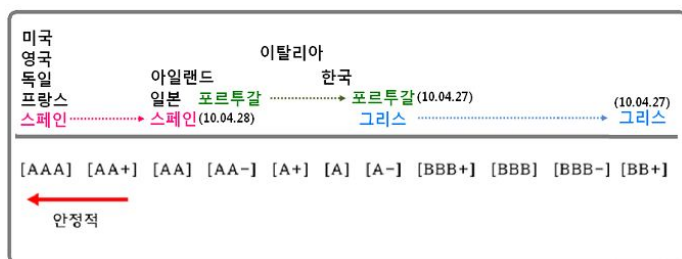 미국
영국
독일
이탈리아
프랑스 아일랜드 한국
일본 포르투갈 포르투갈(10.04.27) (10.04.27)
스페인 스페인(10.04.28) 그리스 그리스
[AAA] [AA+] [AA] [AA-] [A+] [A] [A-] [BBB+] [BBB] [BBB-] [BB+]
안정적